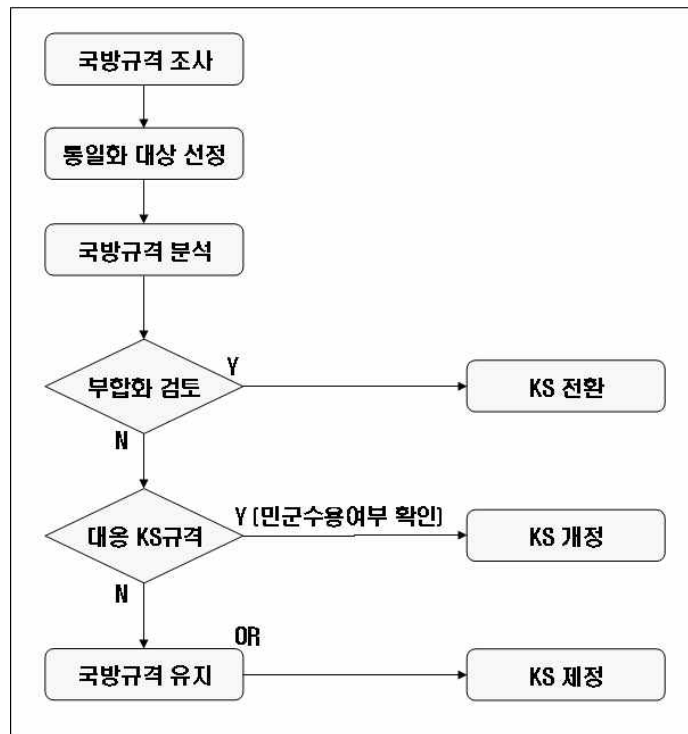 국방규격 조사
통일화 대상 선정
국방규격 분석
부합화 검토
Y
KS 전환
N
대응 KS규격
Y (민군수용여부 확인)
KS 개정
N
국방규격 유지
OR
KS 제정